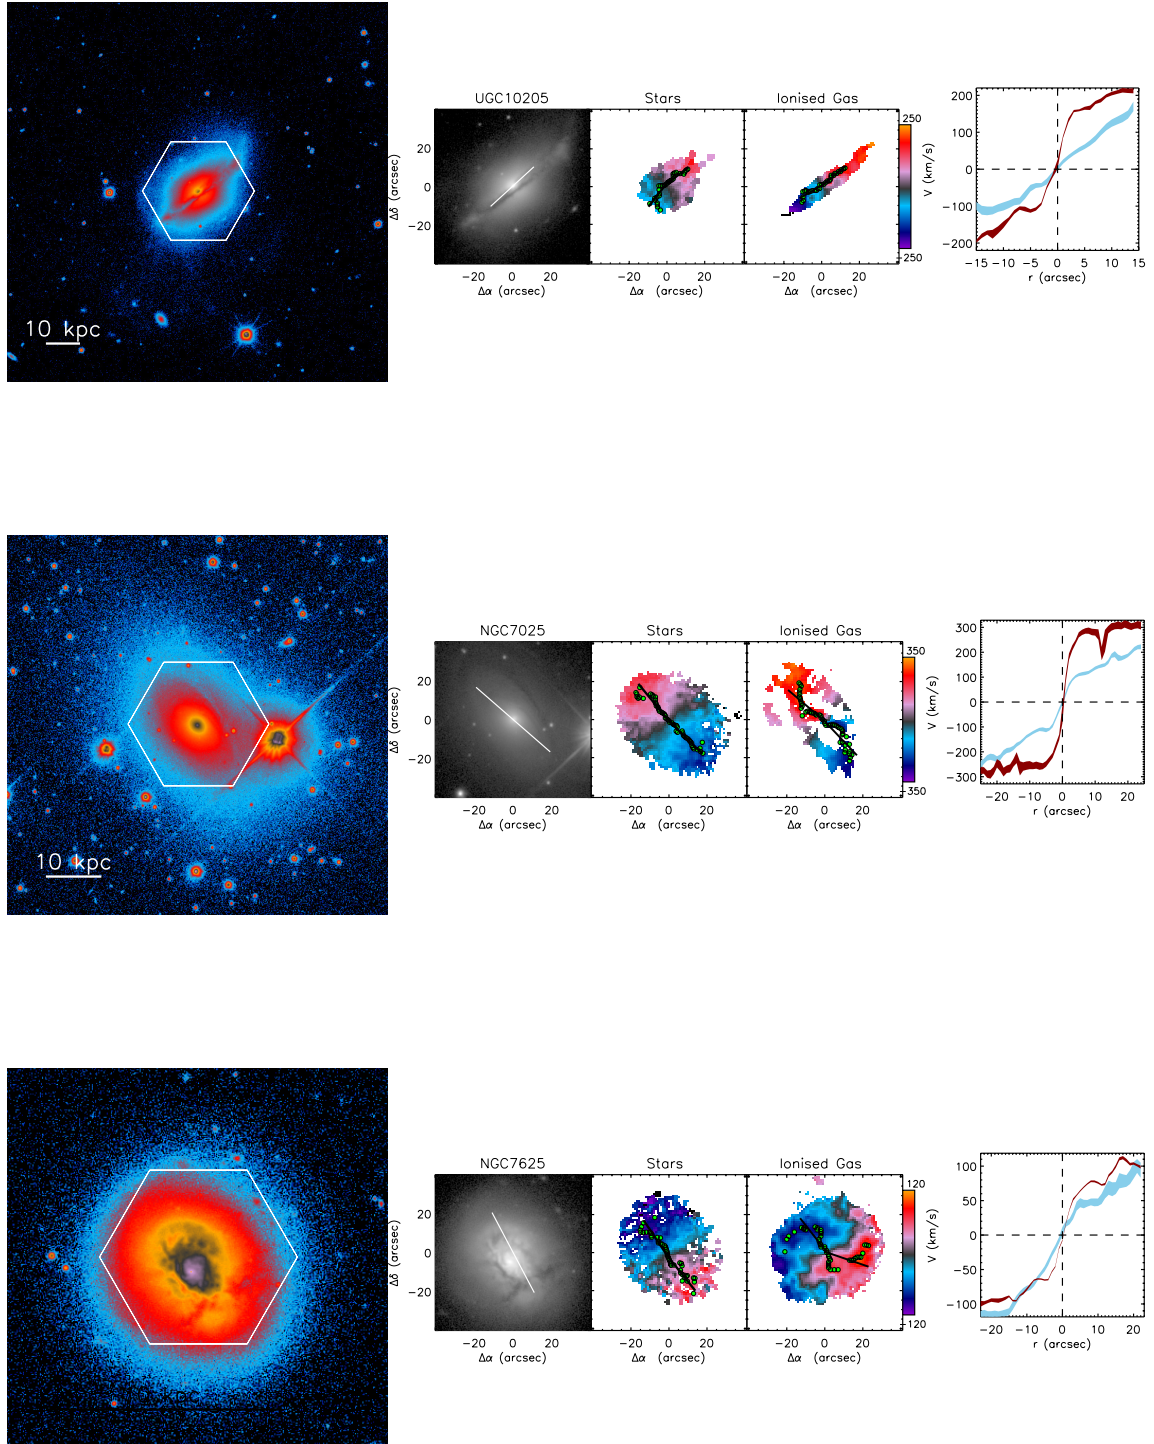 10 kpc
UGC10205
Stars
Ionised Gas
Δδ (arcsec)
20
0
−20
−20 0 20
−20 0 20
−20 0 20
Δα (arcsec)
Δα (arcsec)
Δα (arcsec)
250
−250
V (km/s)
200
100
0
−100
−200
−15 −10 −5 0 5 10 15
r (arcsec)
10 kpc
NGC7025
Stars
Ionised Gas
Δδ (arcsec)
20
0
−20
−20 0 20
−20 0 20
−20 0 20
Δα (arcsec)
Δα (arcsec)
Δα (arcsec)
350
−350
V (km/s)
300
200
100
0
−100
−200
−300
−20 −10 0 10 20
r (arcsec)
NGC7625
Stars
Ionised Gas
Δδ (arcsec)
20
0
−20
−20 0 20
−20 0 20
−20 0 20
Δα (arcsec)
Δα (arcsec)
Δα (arcsec)
120
−120
V (km/s)
100
50
0
−50
−100
−20 −10 0 10 20
r (arcsec)